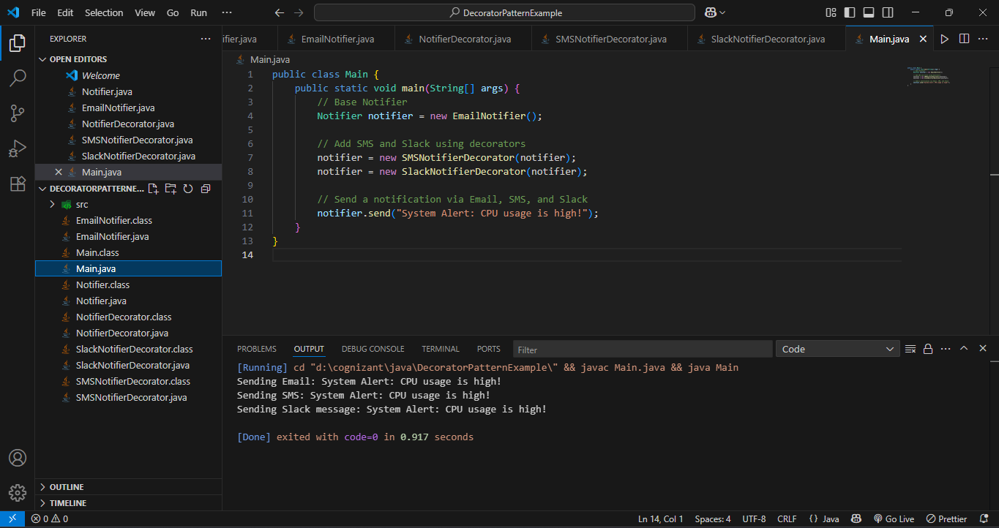 File Edit Selection View Go Run ···
DecoratorPatternExample
EXPLORER
OPEN EDITORS
Welcome
Notifier.java
EmailNotifier.java
NotifierDecorator.java
SMSNotifierDecorator.java
SlackNotifierDecorator.java
Main.java
DECORATORPATTERNE...
src
EmailNotifier.class
EmailNotifier.java
Main.class
Main.java
Notifier.class
Notifier.java
NotifierDecorator.class
NotifierDecorator.java
SlackNotifierDecorator.class
SlackNotifierDecorator.java
SMSNotifierDecorator.class
SMSNotifierDecorator.java
OUTLINE
TIMELINE
ifier.java EmailNotifier.java NotifierDecorator.java SMSNotifierDecorator.java SlackNotifierDecorator.java Main.java
Main.java
1 public class Main {
2 public static void main(String[] args) {
3 // Base Notifier
4 Notifier notifier = new EmailNotifier();
5
6 // Add SMS and Slack using decorators
7 notifier = new SMSNotifierDecorator(notifier);
8 notifier = new SlackNotifierDecorator(notifier);
9
10 // Send a notification via Email, SMS, and Slack
11 notifier.send("System Alert: CPU usage is high!");
12 }
13 }
14
PROBLEMS OUTPUT DEBUG CONSOLE TERMINAL PORTS Filter Code
[Running] cd "d:\cognizant\java\DecoratorPatternExample\" && javac Main.java && java Main
Sending Email: System Alert: CPU usage is high!
Sending SMS: System Alert: CPU usage is high!
Sending Slack message: System Alert: CPU usage is high!
[Done] exited with code=0 in 0.917 seconds
0 0 Ln 14, Col 1 Spaces: 4 UTF-8 CRLF {} Java Go Live Prettier